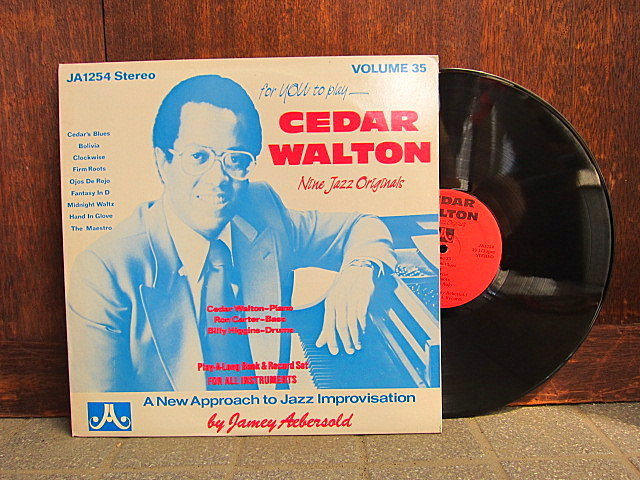 JA1254 Stereo
VOLUME 35
for YOU to play
CEDAR
WALTON
Nine Jazz Originals
Cedar's Blues
Bolivia
Clockwise
Firm Roots
Ojos De Rojo
Fantasy In D
Midnight Waltz
Hand In Glove
The Maestro
Cedar Walton-Piano
Ron Carter-Bass
Billy Higgins-Drums
Play-A-Long Book & Record Set
FOR ALL INSTRUMENTS
A New Approach to Jazz Improvisation
by Jamey Aebersold
CEDAR
WALTON